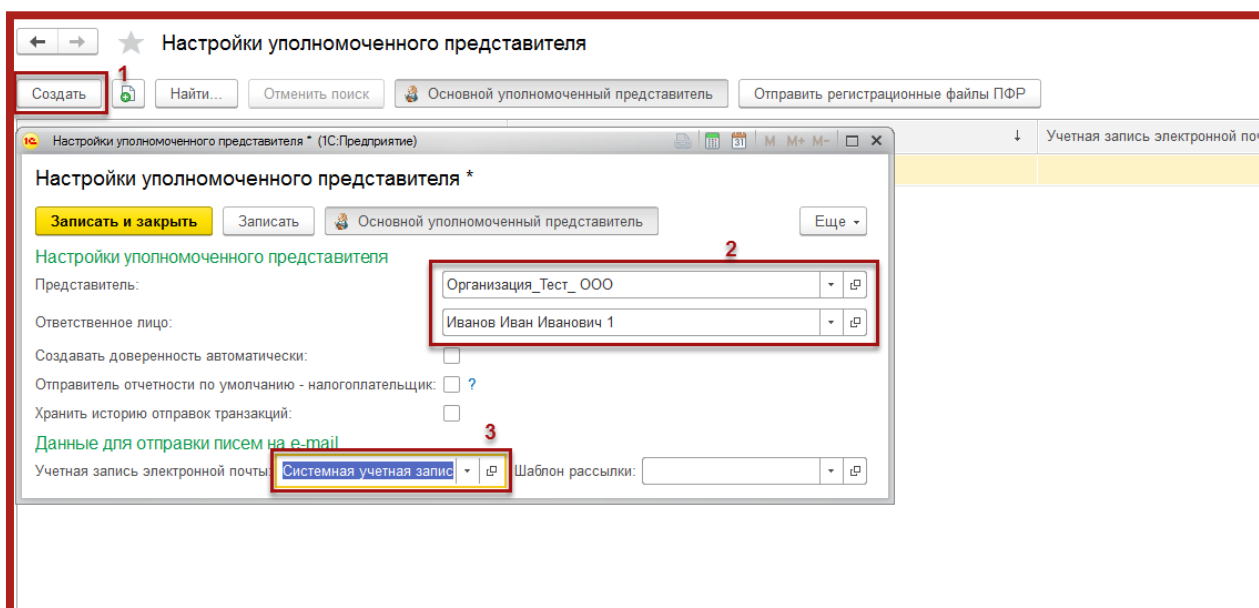 Настройки уполномоченного представителя
1
Создать Найти... Отменить поиск Основной уполномоченный представитель Отправить регистрационные файлы ПФР
Учетная запись электронной
1С Настройки уполномоченного представителя * (1С:Предприятие) 31 M M+ M-
Настройки уполномоченного представителя *
Записать и закрыть Записать Основной уполномоченный представитель Еще
Настройки уполномоченного представителя
2
Представитель: Организация_Тест_ ООО
Ответственное лицо: Иванов Иван Иванович 1
Создавать доверенность автоматически:
Отправитель отчетности по умолчанию - налогоплательщик: ?
Хранить историю отправок транзакций:
Данные для отправки писем на e-mail
3
Учетная запись электронной почты: Системная учетная запис Шаблон рассылки: